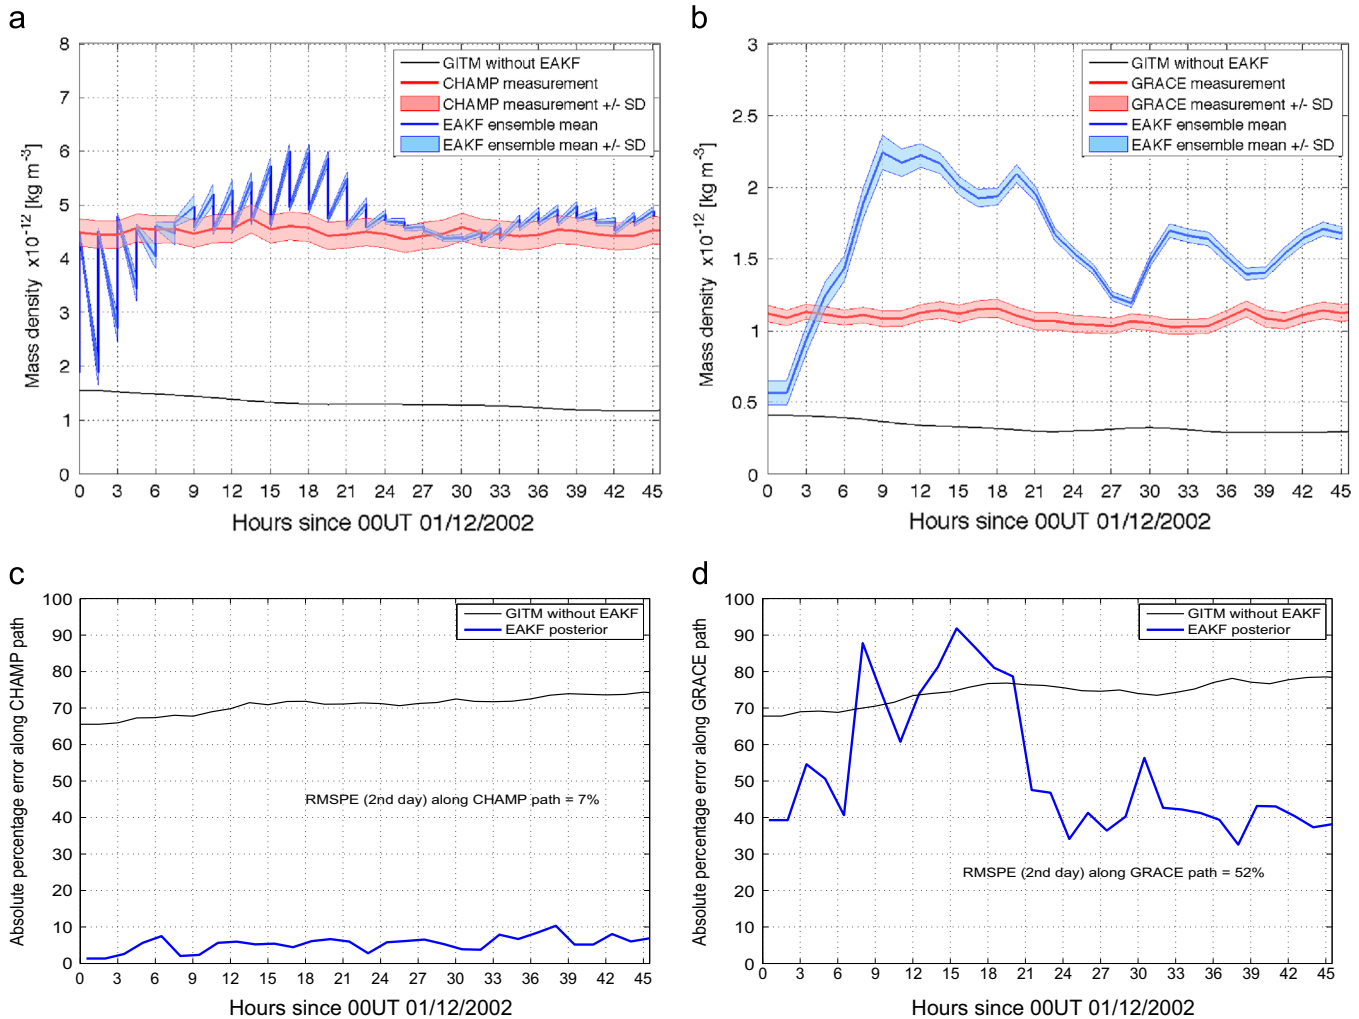 a
8
7
6
5
4
3
2
1
0
Mass density x10⁻¹² [kg m⁻³]
GITM without EAKF
CHAMP measurement
CHAMP measurement +/- SD
EAKF ensemble mean
EAKF ensemble mean +/- SD
0 3 6 9 12 15 18 21 24 27 30 33 36 39 42 45
Hours since 00UT 01/12/2002
b
3
2.5
2
1.5
1
0.5
0
Mass density x10⁻¹² [kg m⁻³]
GITM without EAKF
GRACE measurement
GRACE measurement +/- SD
EAKF ensemble mean
EAKF ensemble mean +/- SD
0 3 6 9 12 15 18 21 24 27 30 33 36 39 42 45
Hours since 00UT 01/12/2002
c
100
90
80
70
60
50
40
30
20
10
0
Absolute percentage error along CHAMP path
GITM without EAKF
EAKF posterior
RMSPE (2nd day) along CHAMP path = 7%
0 3 6 9 12 15 18 21 24 27 30 33 36 39 42 45
Hours since 00UT 01/12/2002
d
100
90
80
70
60
50
40
30
20
10
0
Absolute percentage error along GRACE path
GITM without EAKF
EAKF posterior
RMSPE (2nd day) along GRACE path = 52%
0 3 6 9 12 15 18 21 24 27 30 33 36 39 42 45
Hours since 00UT 01/12/2002